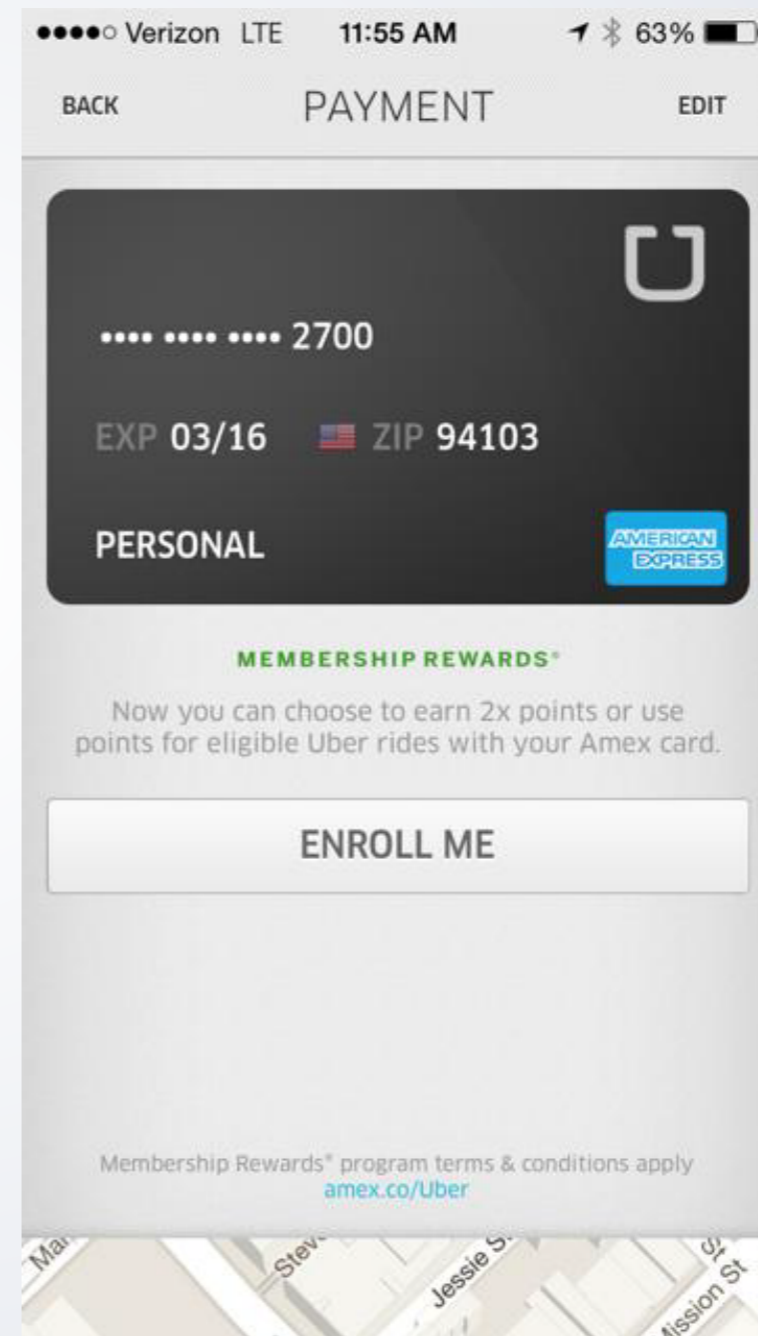 ●●●●○ Verizon LTE 11:55 AM 63%
BACK PAYMENT EDIT
•••• •••• •••• 2700
EXP 03/16 ZIP 94103
PERSONAL
AMERICAN
EXPRESS
MEMBERSHIP REWARDS®
Now you can choose to earn 2x points or use
points for eligible Uber rides with your Amex card.
ENROLL ME
Membership Rewards® program terms & conditions apply
amex.co/Uber
Jessie
St
Mission St